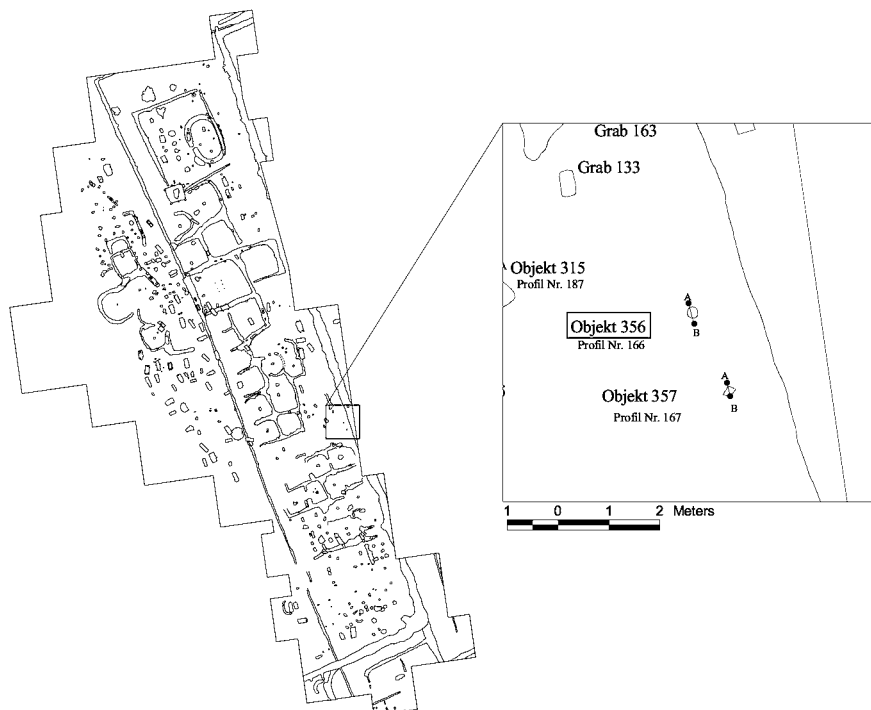 Grab 163
Grab 133
Objekt 315
Profil Nr. 187
A
Objekt 356
Profil Nr. 166
B
A
Objekt 357
Profil Nr. 167
B
1 0 1 2 Meters